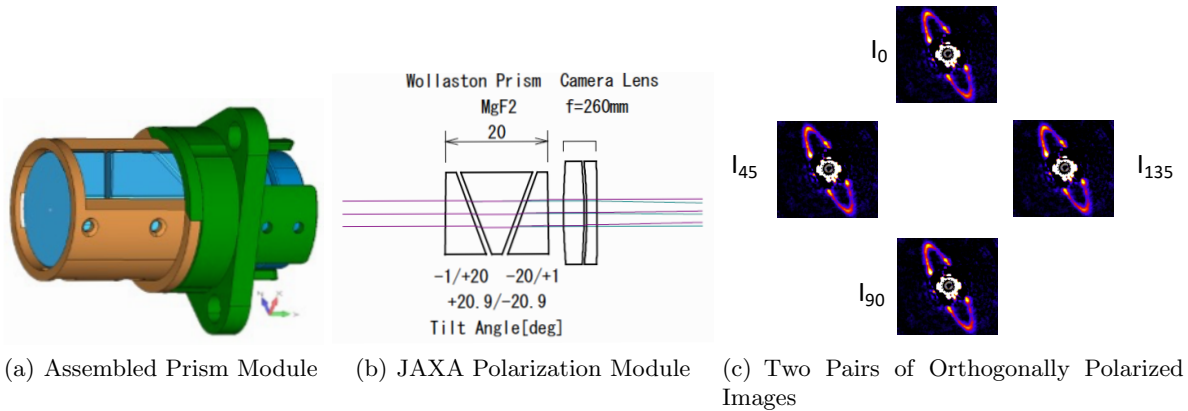 Wollaston Prism Camera Lens
MgF2 f=260mm
20
-1/+20 -20/+1
+20.9/-20.9
Tilt Angle[deg]
I0
I45
I135
I90
(a) Assembled Prism Module
(b) JAXA Polarization Module
(c) Two Pairs of Orthogonally Polarized
Images